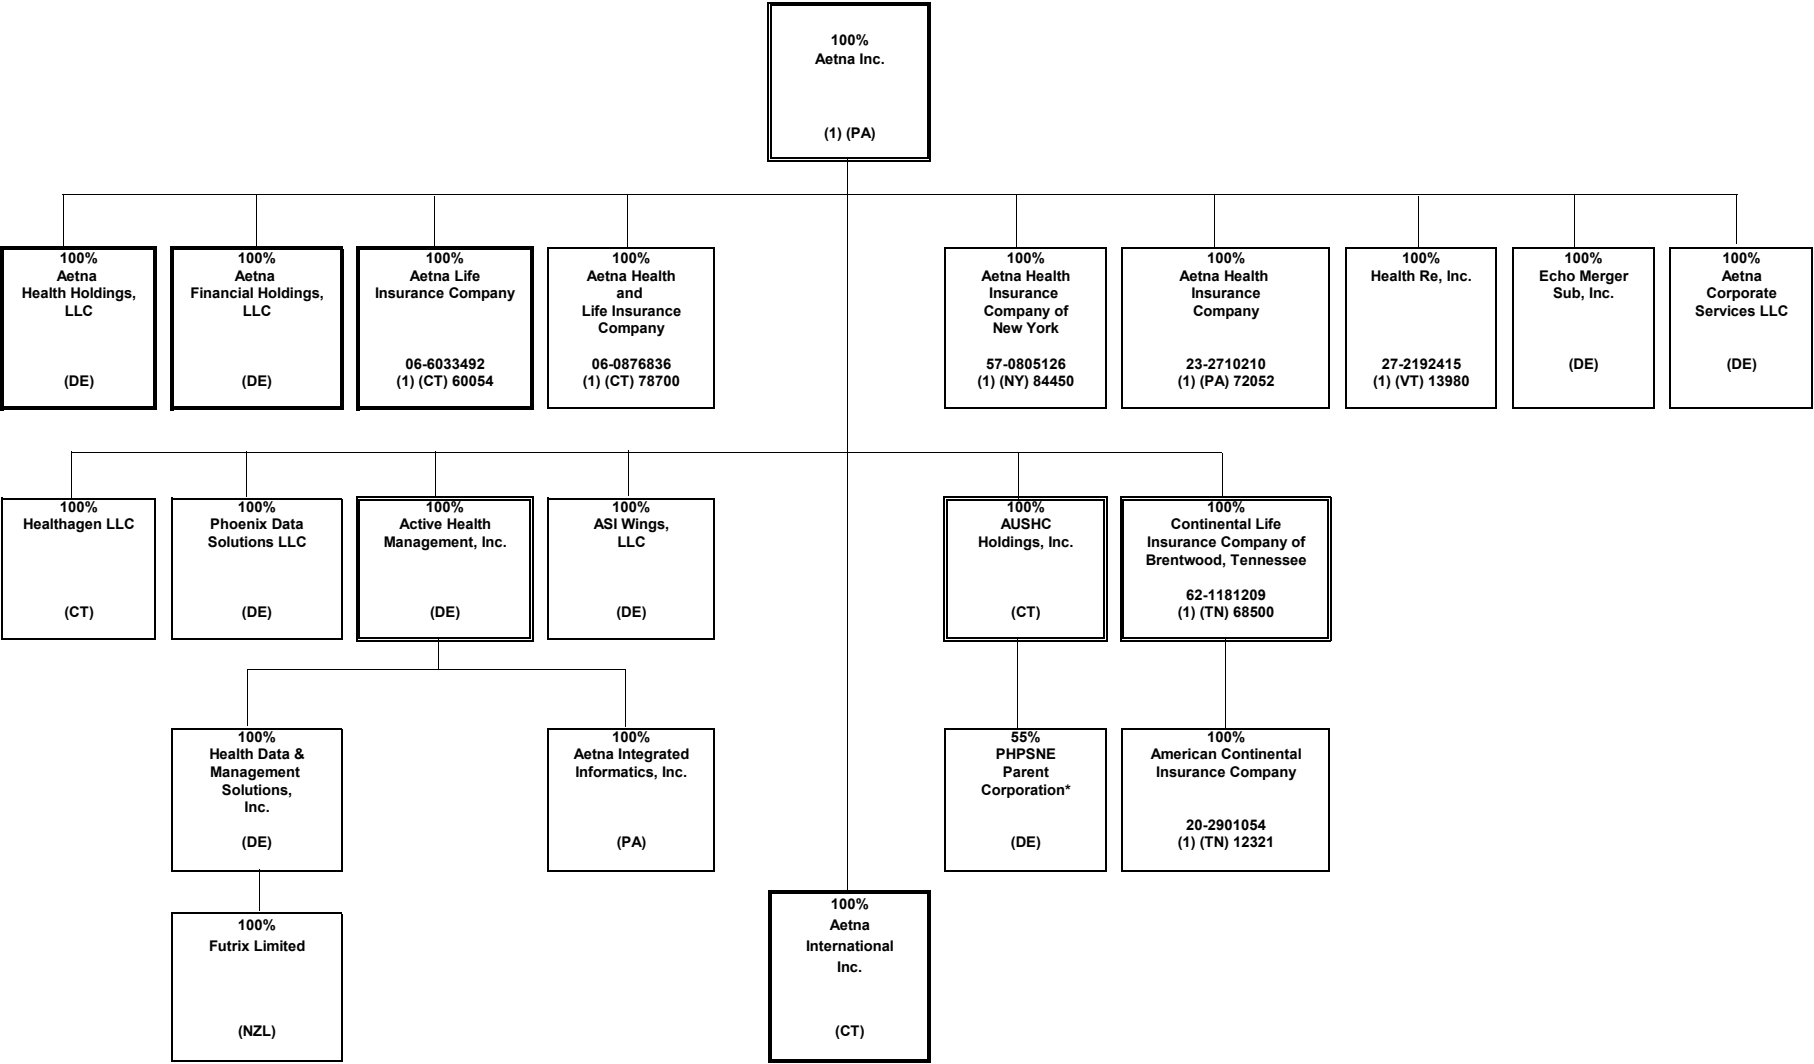 100%
Aetna Inc.
(1) (PA)
100%
Aetna
Health Holdings,
LLC
(DE)
100%
Aetna
Financial Holdings,
LLC
(DE)
100%
Aetna Life
Insurance Company
06-6033492
(1) (CT) 60054
100%
Aetna Health
and
Life Insurance
Company
06-0876836
(1) (CT) 78700
100%
Aetna Health
Insurance
Company of
New York
57-0805126
(1) (NY) 84450
100%
Aetna Health
Insurance
Company
23-2710210
(1) (PA) 72052
100%
Health Re, Inc.
27-2192415
(1) (VT) 13980
100%
Echo Merger
Sub, Inc.
(DE)
100%
Aetna
Corporate
Services LLC
(DE)
100%
Healthagen LLC
(CT)
100%
Phoenix Data
Solutions LLC
(DE)
100%
Active Health
Management, Inc.
(DE)
100%
ASI Wings,
LLC
(DE)
100%
AUSHC
Holdings, Inc.
(CT)
100%
Continental Life
Insurance Company of
Brentwood, Tennessee
62-1181209
(1) (TN) 68500
100%
Health Data &
Management
Solutions,
Inc.
(DE)
100%
Aetna Integrated
Informatics, Inc.
(PA)
55%
PHPSNE
Parent
Corporation*
(DE)
100%
American Continental
Insurance Company
20-2901054
(1) (TN) 12321
100%
Futrix Limited
(NZL)
100%
Aetna
International
Inc.
(CT)